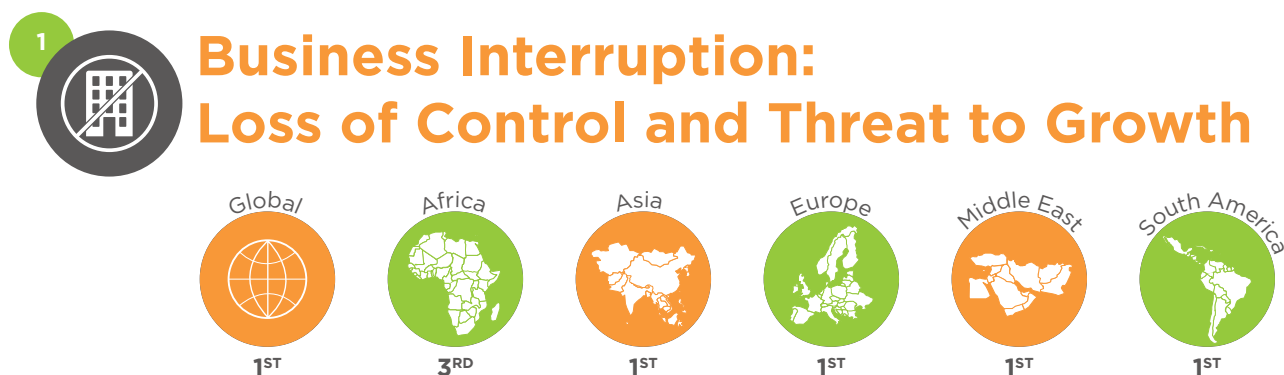 1
Business Interruption:
Loss of Control and Threat to Growth
Global Africa Asia Europe Middle East South America
1ST 3RD 1ST 1ST 1ST 1ST